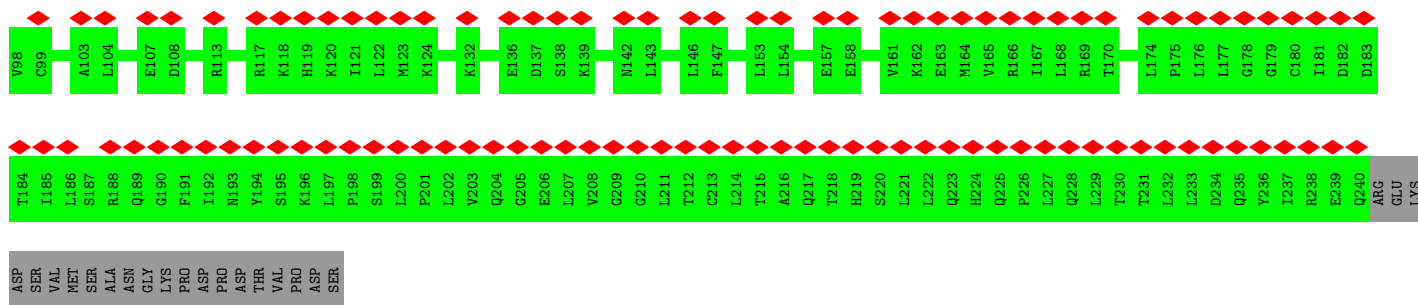 V98 C99 A103 L104 E107 D108 R113 R117 K118 H119 K120 I121 L122 M123 K124 K132 E136 D137 S138 K139 N142 L143 L146 F147 L153 L154 E157 E158 V161 K162 E163 M164 V165 R166 I167 L168 R169 T170 L174 P175 L176 L177 G178 G179 C180 I181 D182 D183
T184 I185 L186 S187 R188 Q189 G190 F191 I192 N193 Y194 S195 K196 L197 P198 S199 L200 P201 L202 V203 Q204 G205 E206 L207 V208 G209 G210 L211 T212 C213 L214 T215 A216 Q217 T218 H219 S220 L221 L222 Q223 H224 Q225 P226 L227 Q228 L229 T230 T231 L232 L233 D234 Q235 Y236 I237 R238 E239 Q240 ARG GLU LYS
ASP SER VAL MET SER ALA ASN GLY LYS PRO ASP PRO ASP THR VAL PRO ASP SER